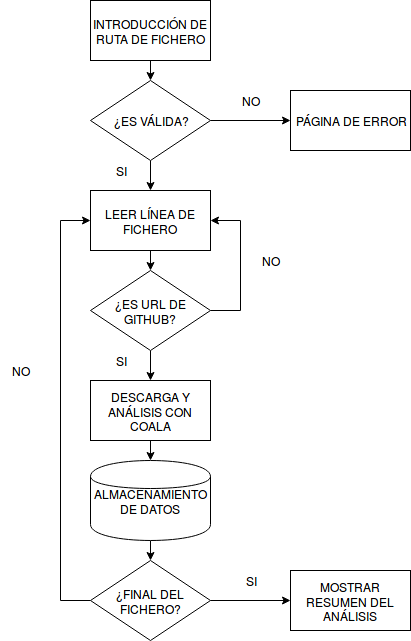 INTRODUCCIÓN DE
RUTA DE FICHERO
¿ES VÁLIDA?
NO
PÁGINA DE ERROR
SI
LEER LÍNEA DE
FICHERO
NO
¿ES URL DE
GITHUB?
SI
NO
DESCARGA Y
ANÁLISIS CON
COALA
ALMACENAMIENTO
DE DATOS
¿FINAL DEL
FICHERO?
SI
MOSTRAR
RESUMEN DEL
ANÁLISIS